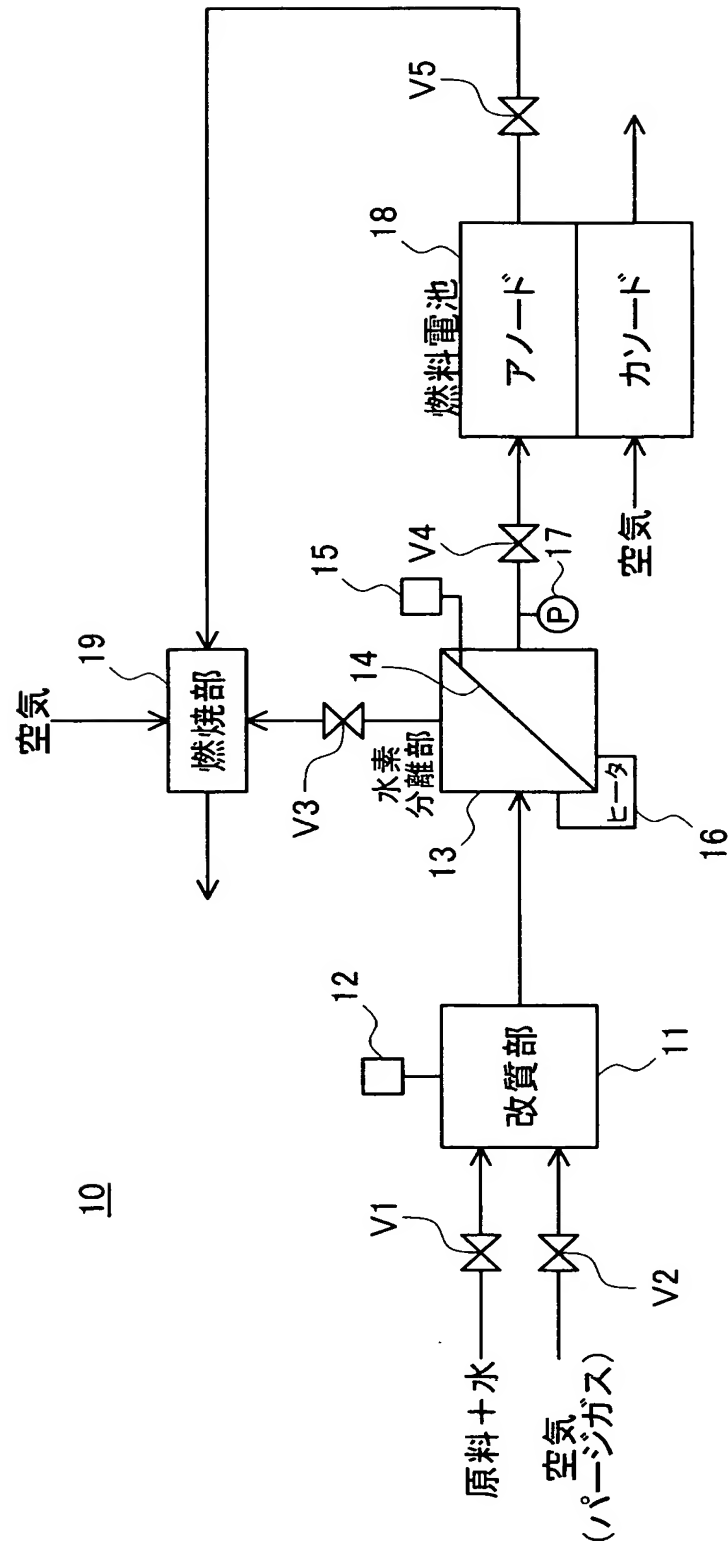 10
原料+水
空気
(パージガス)
V1
V2
12
改質部
11
水素
分離部
13
14
15
ヒータ
16
V3
空気
19
燃焼部
V4
P
17
燃料電池
18
アノード
カソード
空気
V5